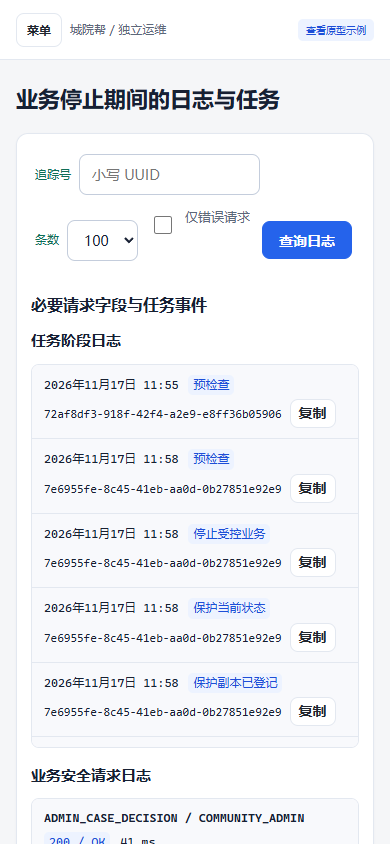 菜单 城院帮 / 独立运维 查看原型示例
业务停止期间的日志与任务
追踪号 小写 UUID
条数 100 仅错误请求 查询日志
必要请求字段与任务事件
任务阶段日志
2026年11月17日 11:55 预检查
72af8df3-918f-42f4-a2e9-e8ff36b05906 复制
2026年11月17日 11:58 预检查
7e6955fe-8c45-41eb-aa0d-0b27851e92e9 复制
2026年11月17日 11:58 停止受控业务
7e6955fe-8c45-41eb-aa0d-0b27851e92e9 复制
2026年11月17日 11:58 保护当前状态
7e6955fe-8c45-41eb-aa0d-0b27851e92e9 复制
2026年11月17日 11:58 保护副本已登记
7e6955fe-8c45-41eb-aa0d-0b27851e92e9 复制
业务安全请求日志
ADMIN_CASE_DECISION / COMMUNITY_ADMIN
200 / OK 41 ms